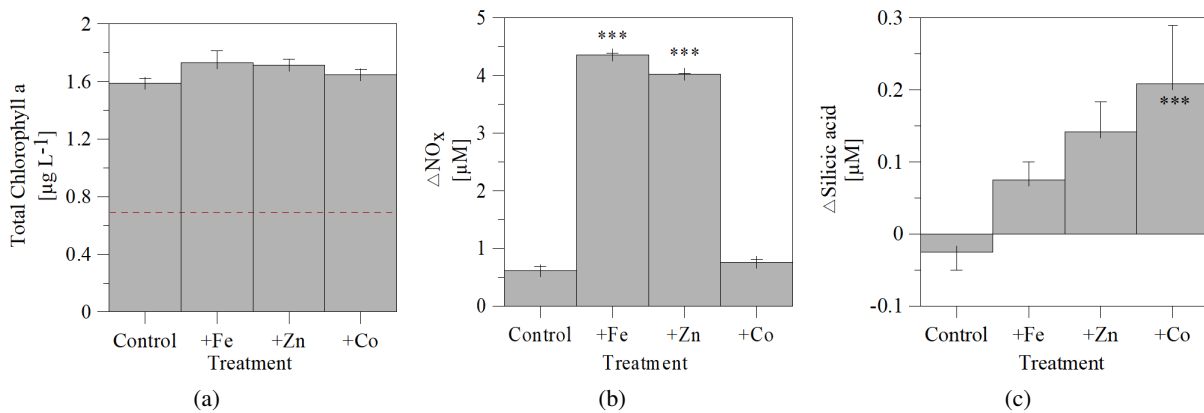 2
1.6
1.2
0.8
0.4
0
Total Chlorophyll a
[µg L-1]
Control +Fe +Zn +Co
Treatment
(a)
5
4
3
2
1
0
△NOx
[µM]
*** ***
Control +Fe +Zn +Co
Treatment
(b)
0.3
0.2
0.1
0
-0.1
△Silicic acid
[µM]
***
Control +Fe +Zn +Co
Treatment
(c)